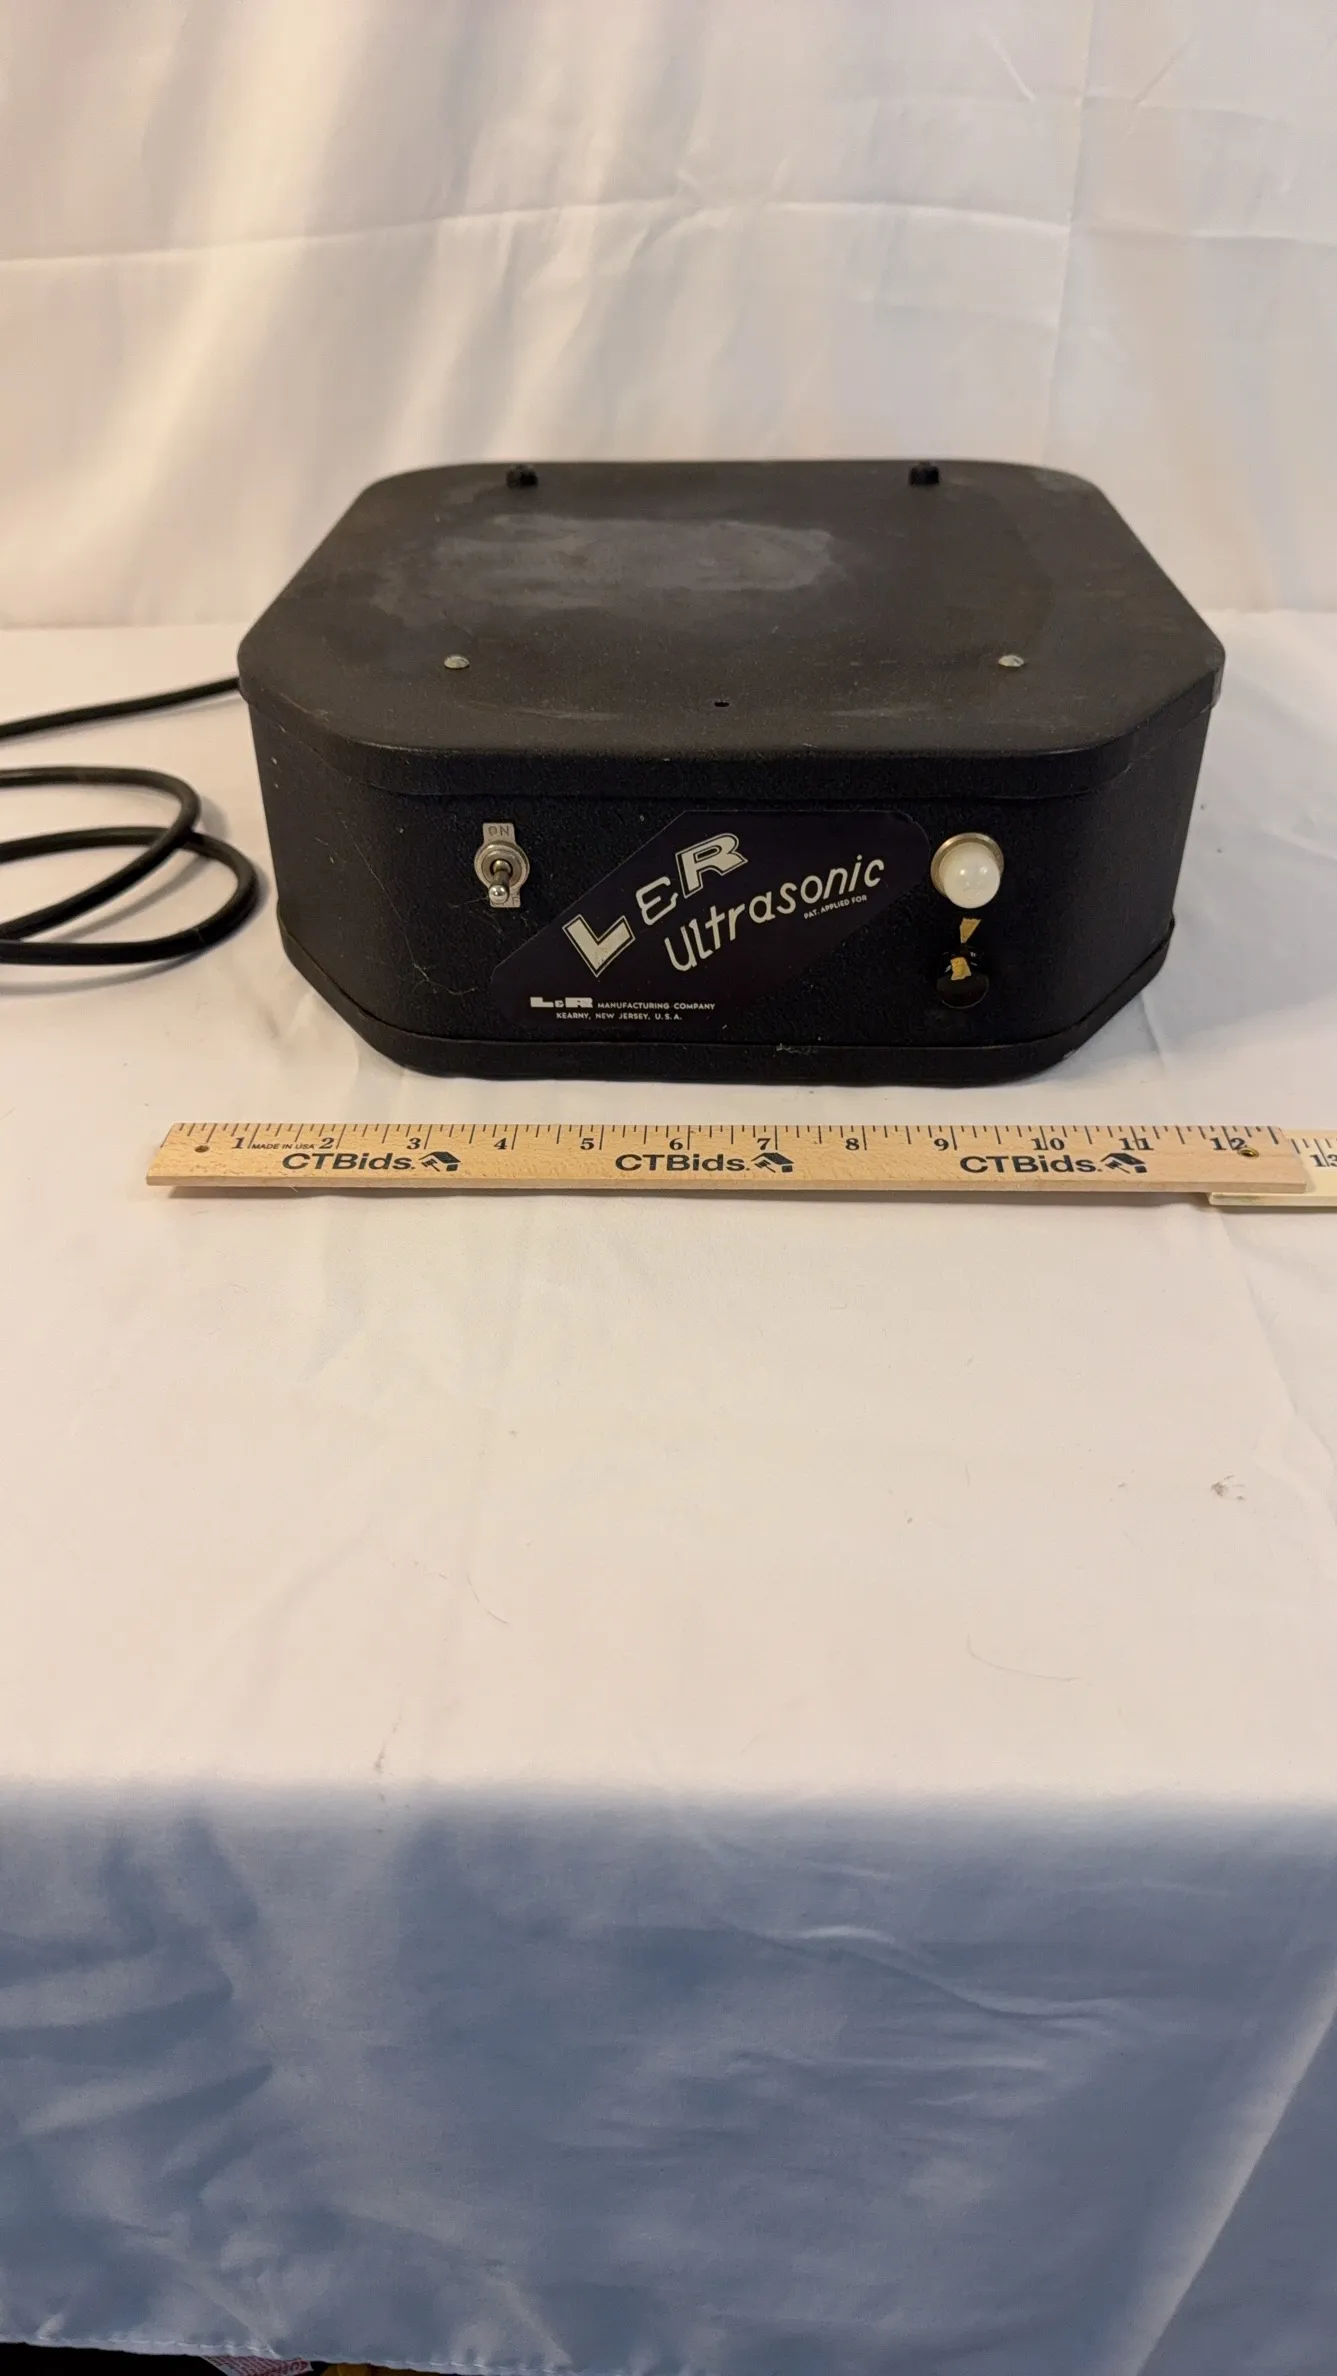 ON
L&R
Ultrasonic
PAT. APPLIED FOR
L&R MANUFACTURING COMPANY
KEARNY, NEW JERSEY, U.S.A.
1 MADE IN USA 2 3 4 5 6 7 8 9 10 11 12 13
CTBids. CTBids. CTBids.